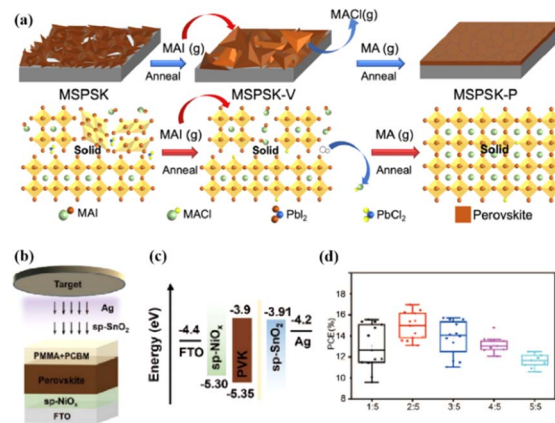 (a)
MAI (g)
MACl(g)
MA (g)
Anneal
Anneal
MSPSK
MSPSK-V
MSPSK-P
MAI (g)
MA (g)
Solid
Solid
Solid
Anneal
Anneal
MAI
MACl
PbI2
PbCl2
Perovskite
(b)
Target
Ag
sp-SnO2
PMMA+PCBM
Perovskite
sp-NiOx
FTO
(c)
Energy (eV)
-4.4
FTO
sp-NiOx
-5.30
-3.9
PVK
-5.35
-3.91
sp-SnO2
-4.2
Ag
(d)
PCE(%)
18
16
14
12
10
8
1:5
2:5
3:5
4:5
5:5